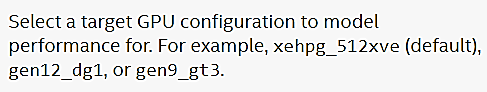 Select a target GPU configuration to model
performance for. For example, xehpg_512xve (default),
gen12_dg1, or gen9_gt3.